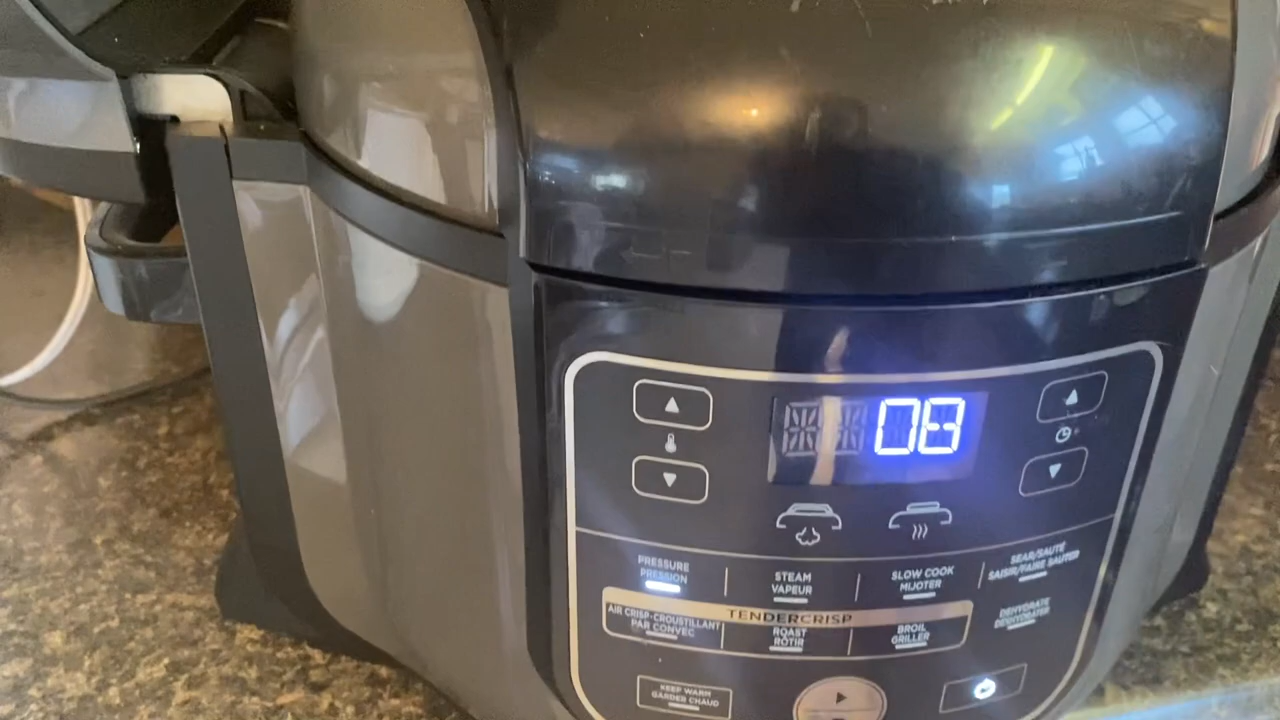 08
PRESSURE
PRESSION
STEAM
VAPEUR
SLOW COOK
MIJOTER
SEAR/SAUTÉ
SAISIR/FAIRE SAUTER
TENDERCRISP
AIR CRISP·CROUSTILLANT
PAR CONVEC
ROAST
RÔTIR
BROIL
GRILLER
DEHYDRATE
DÉSHYDRATER
KEEP WARM
GARDER CHAUD